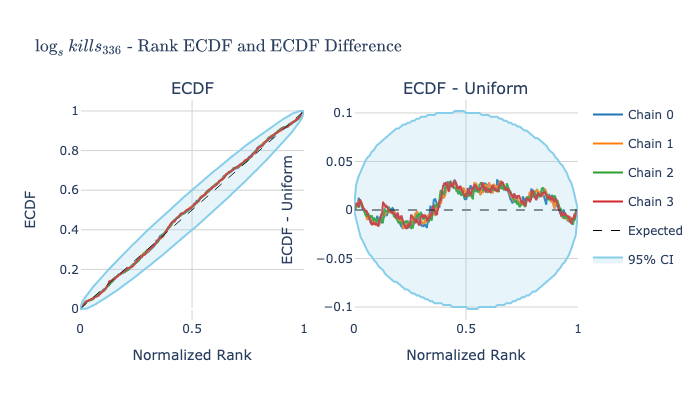 log_s kills_336 - Rank ECDF and ECDF Difference
ECDF
ECDF - Uniform
ECDF
1
0.8
0.6
0.4
0.2
0
0
0.5
1
Normalized Rank
ECDF - Uniform
0.1
0.05
0
−0.05
−0.1
0
0.5
1
Normalized Rank
Chain 0
Chain 1
Chain 2
Chain 3
Expected
95% CI